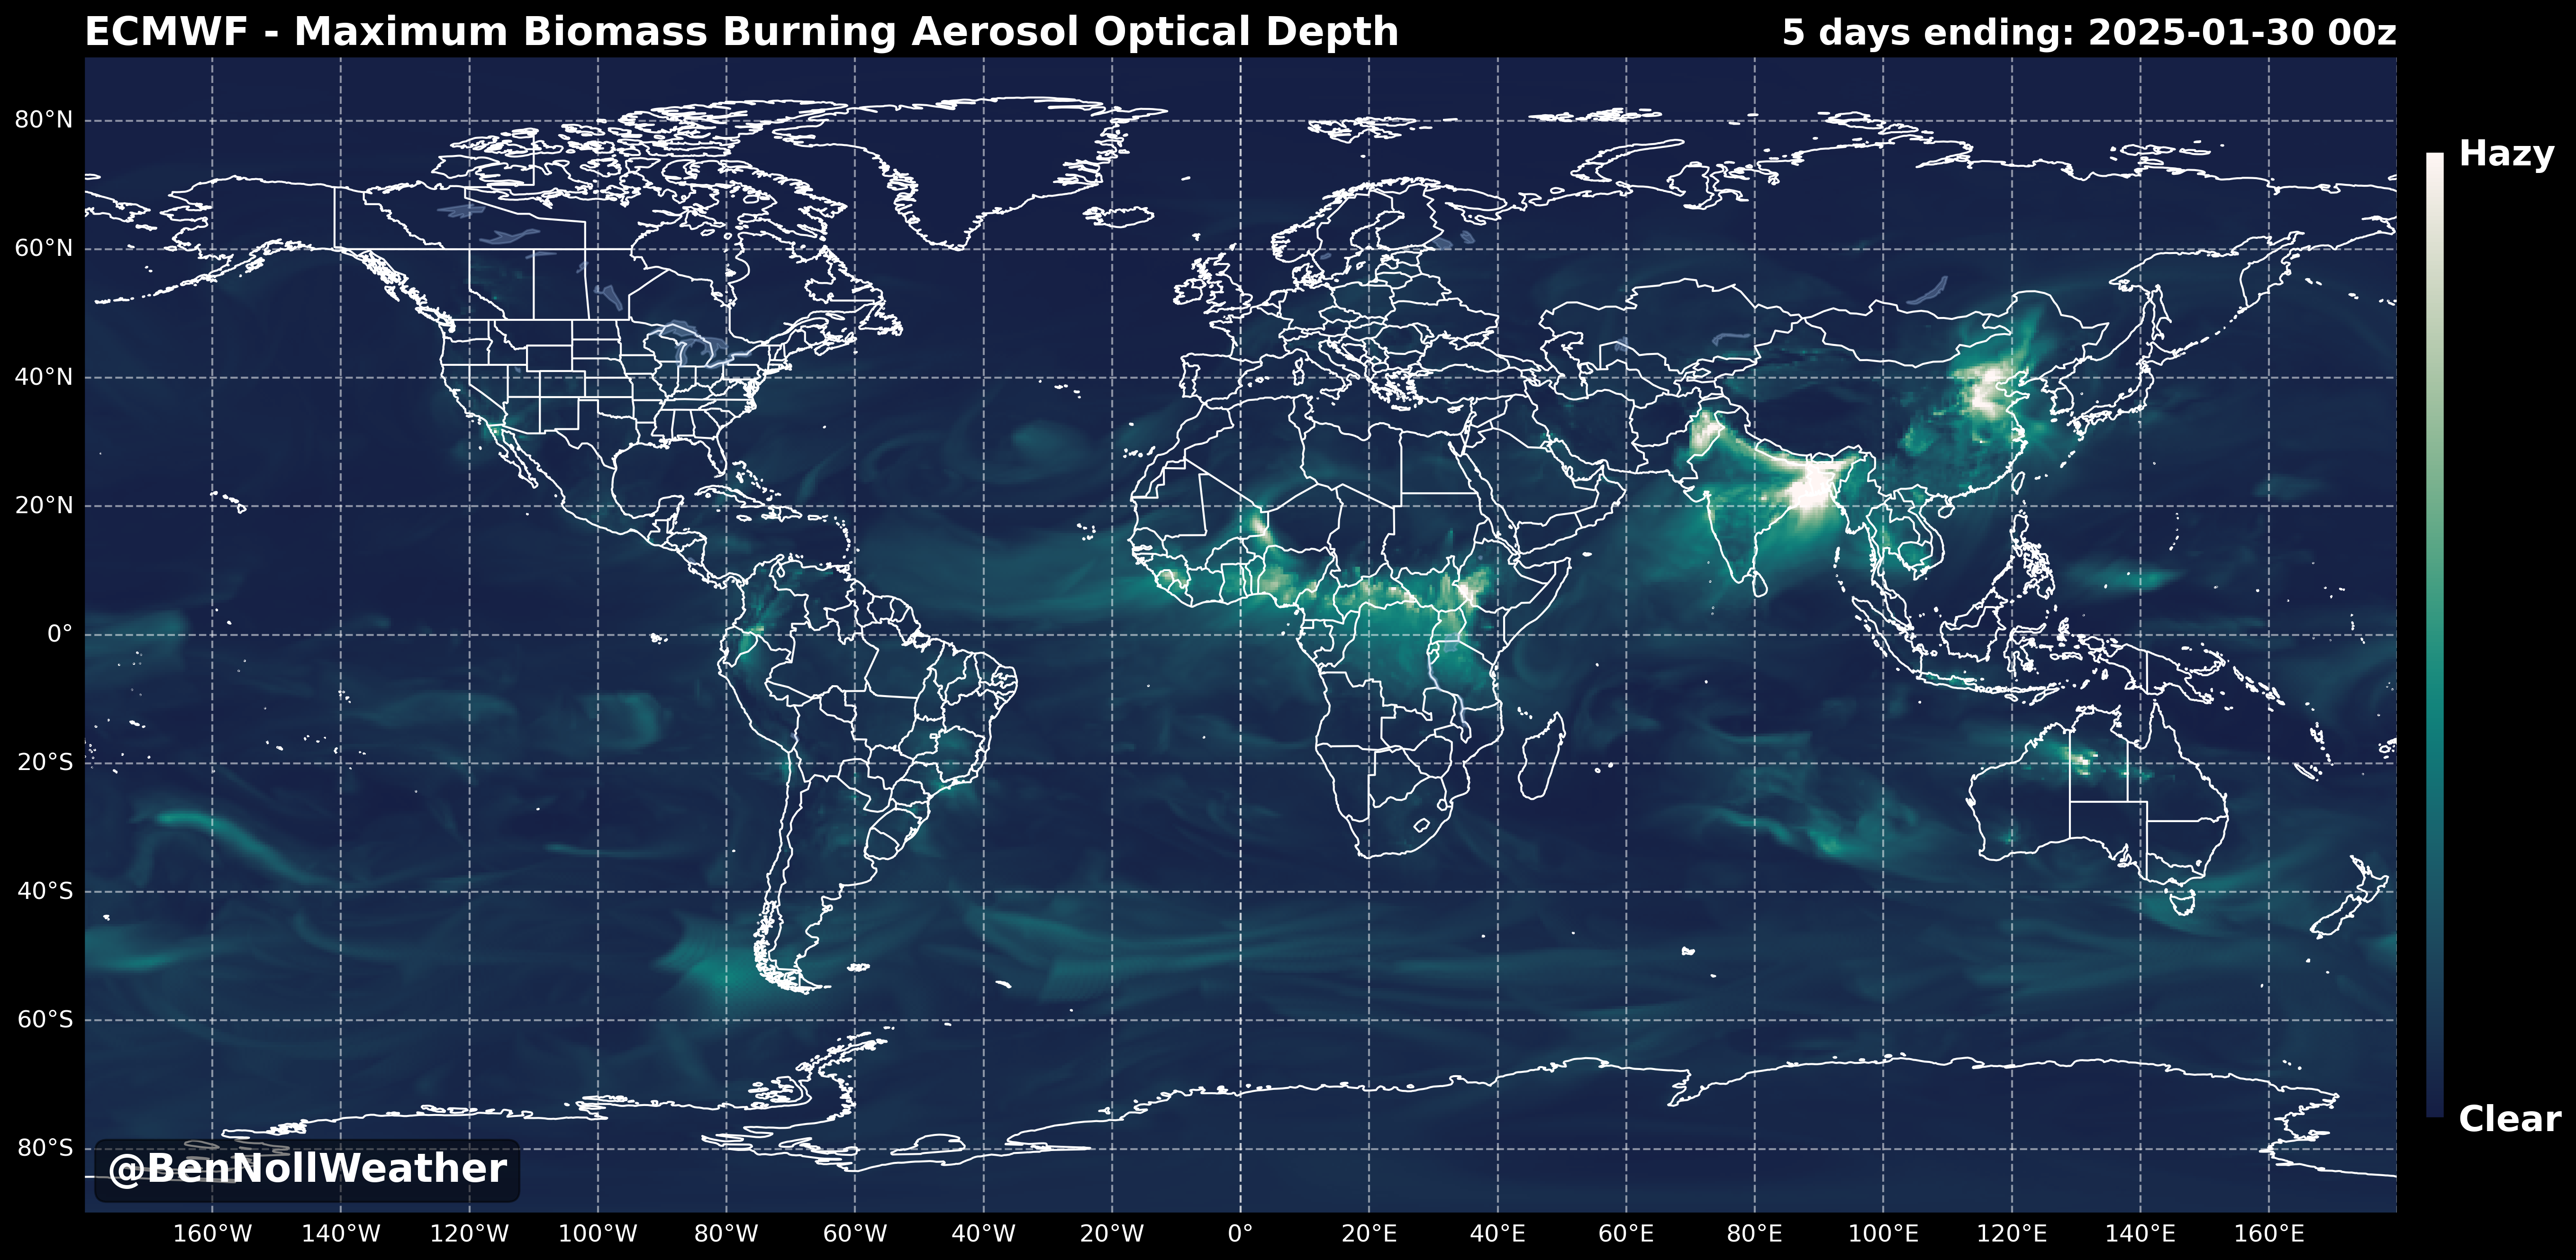 ECMWF - Maximum Biomass Burning Aerosol Optical Depth
5 days ending: 2025-01-30 00z
Hazy
80°N
60°N
40°N
20°N
0°
20°S
40°S
60°S
80°S
Clear
@BenNollWeather
160°W 140°W 120°W 100°W 80°W 60°W 40°W 20°W 0° 20°E 40°E 60°E 80°E 100°E 120°E 140°E 160°E